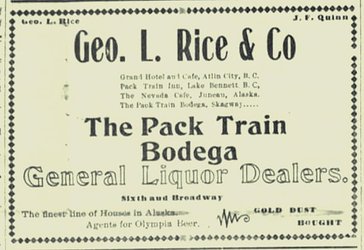 Geo. L. Rice J. F. Quinn
Geo. L. Rice & Co
Grand Hotel and Cafe, Atlin City, B. C.
Pack Train Inn, Lake Bennett B. C,
The Nevada Cafe, Juneau, Alaska.
The Pack Train Bodega, Skagway.....
The Pack Train
Bodega
General Liquor Dealers.
Sixth and Broadway
The finest line of Houses in Alaska. GOLD DUST
Agents for Olympia Beer. BOUGHT